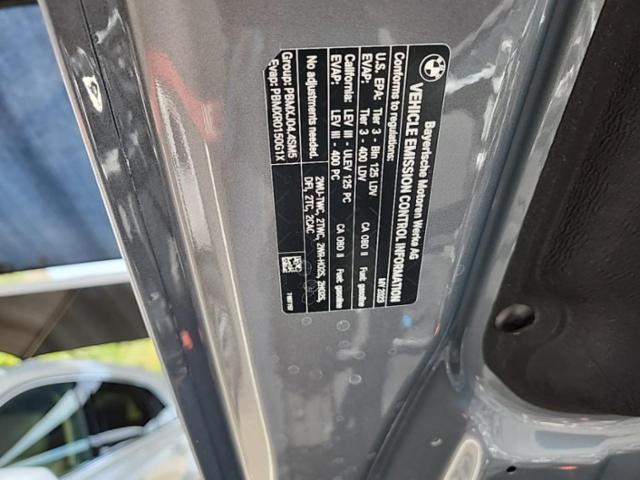 BMW
Bayerische Motoren Werke AG
VEHICLE EMISSION CONTROL INFORMATION
Conforms to regulations: MY 2023
U.S. EPA: Tier 3 - Bin 125 LDV CA OBD II Fuel: gasoline
EVAP: Tier 3 - 400 LDV
California: LEV III - ULEV 125 PC CA OBD II Fuel: gasoline
EVAP: LEV III - 400 PC
No adjustments needed.
2WU-TWC, 2TWC, 2WR-HO2S, 2HO2S,
DFI, 2TC, 2CAC
Group: PBMXJ04.4SM5
Evap: PBMXR0150G1X